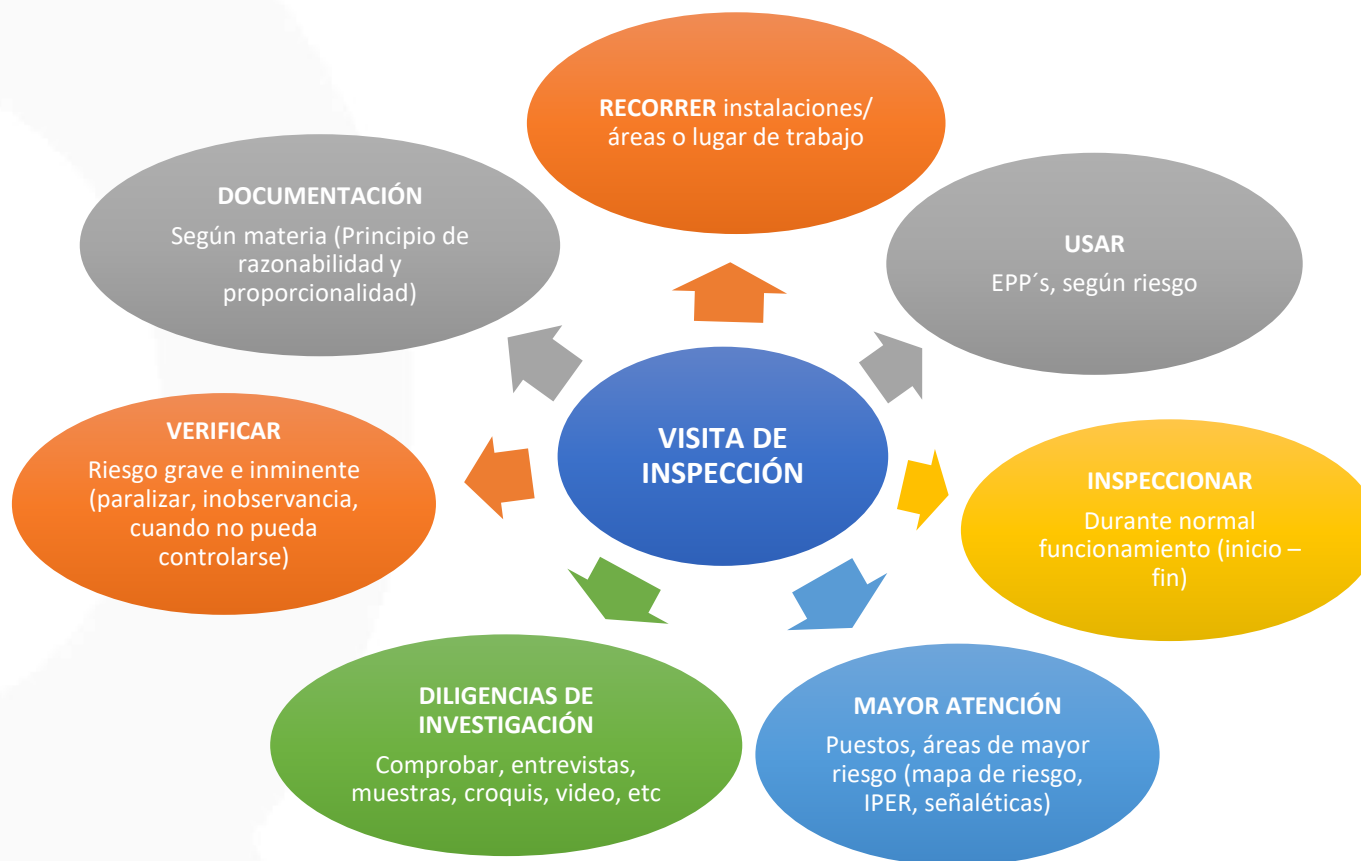 RECORRER instalaciones/
áreas o lugar de trabajo
USAR
EPP´s, según riesgo
INSPECCIONAR
Durante normal
funcionamiento (inicio –
fin)
MAYOR ATENCIÓN
Puestos, áreas de mayor
riesgo (mapa de riesgo,
IPER, señaléticas)
DILIGENCIAS DE
INVESTIGACIÓN
Comprobar, entrevistas,
muestras, croquis, video, etc
VERIFICAR
Riesgo grave e inminente
(paralizar, inobservancia,
cuando no pueda
controlarse)
DOCUMENTACIÓN
Según materia (Principio de
razonabilidad y
proporcionalidad)
VISITA DE
INSPECCIÓN